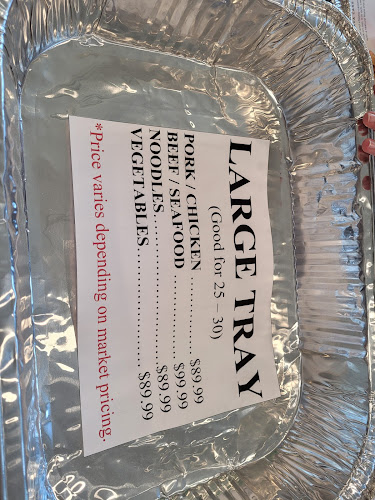 LARGE TRAY
(Good for 25 – 30)
PORK / CHICKEN ............ $89.99
BEEF / SEAFOOD ............ $99.99
NOODLES..................... $89.99
VEGETABLES.................. $89.99
*Price varies depending on market pricing.